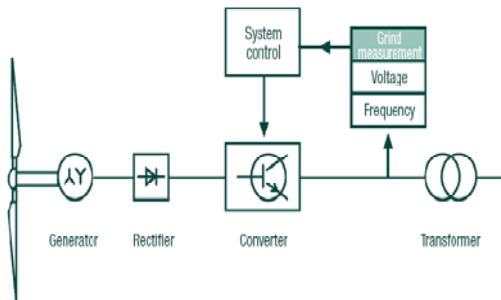 System
control
Grind
measurement
Voltage
Frequency
Generator
Rectifier
Converter
Transformer